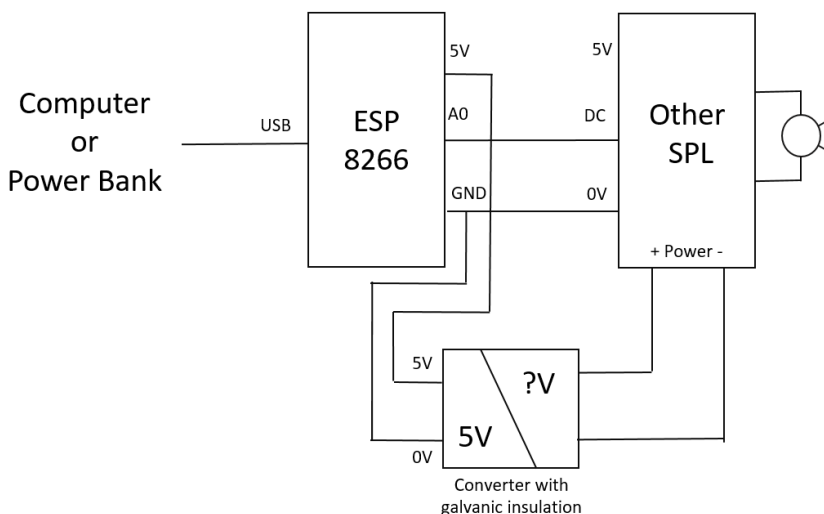 Computer
or
Power Bank
USB
ESP
8266
5V
A0
GND
5V
DC
0V
Other
SPL
+ Power -
5V
0V
5V
?V
Converter with
galvanic insulation